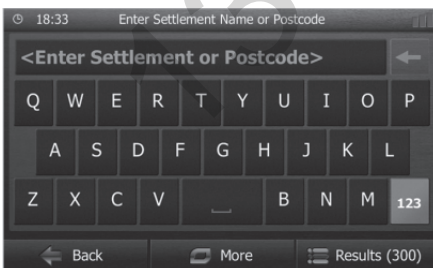 18:33 Enter Settlement Name or Postcode
<Enter Settlement or Postcode>
Q W E R T Y U I O P
A S D F G H J K L
Z X C V B N M 123
Back More Results (300)